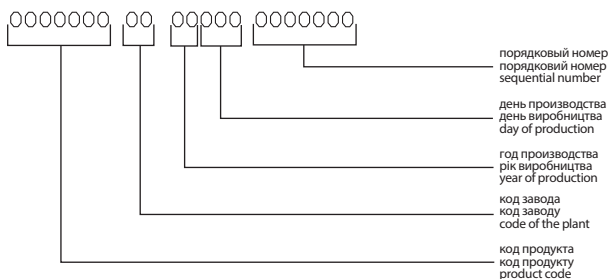 0000000 00 00000 0000000
порядковый номер
порядковий номер
sequential number
день производства
день виробництва
day of production
год производства
рік виробництва
year of production
код завода
код заводу
code of the plant
код продукта
код продукту
product code